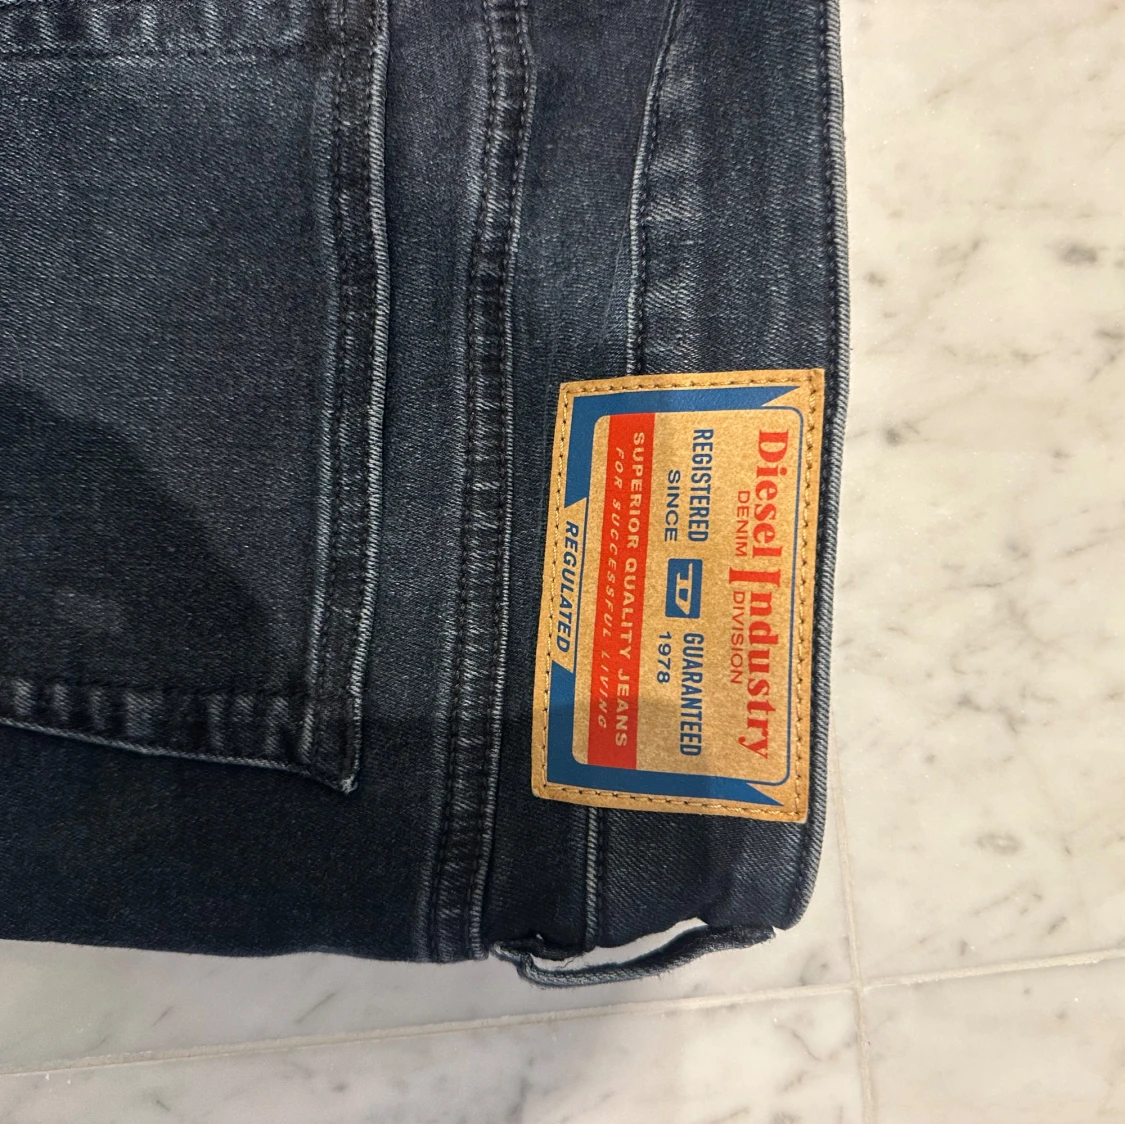 Diesel Industry
DENIM DIVISION
REGISTERED GUARANTEED
SINCE 1978
SUPERIOR QUALITY JEANS
FOR SUCCESSFUL LIVING
REGULATED